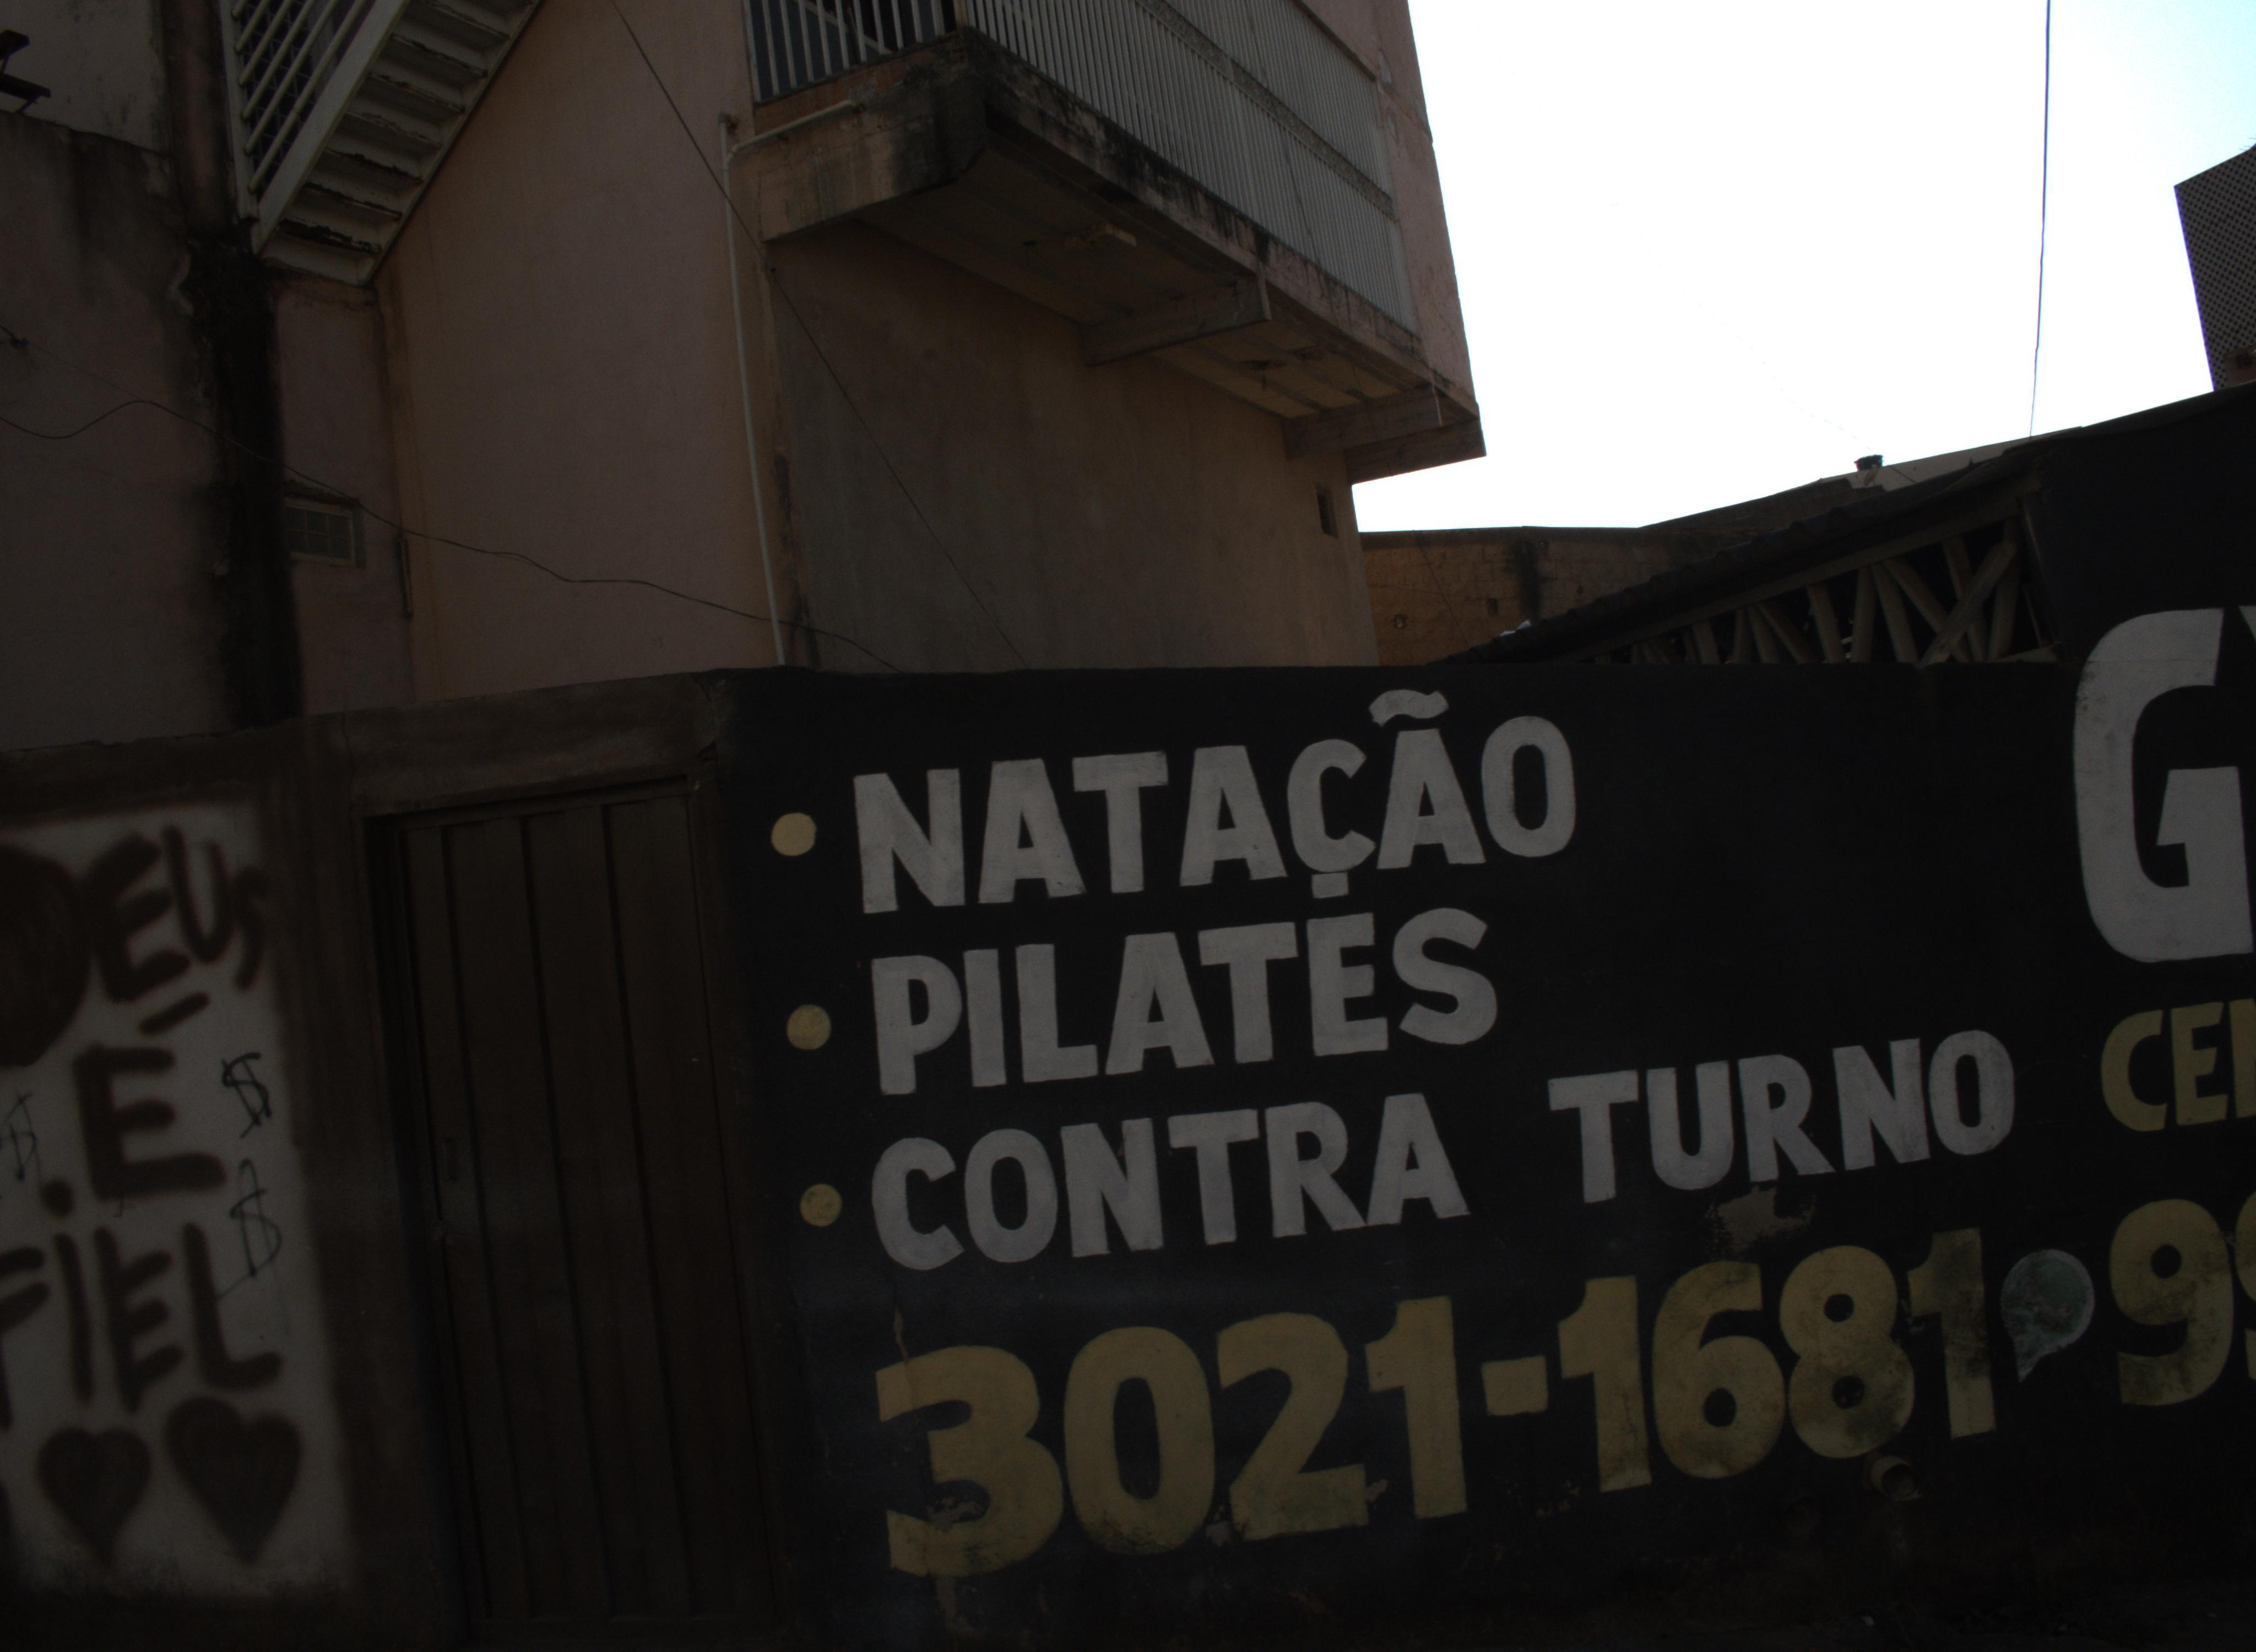 DEUS
É
FIEL
NATAÇÃO
PILATES
CONTRA TURNO
3021-1681